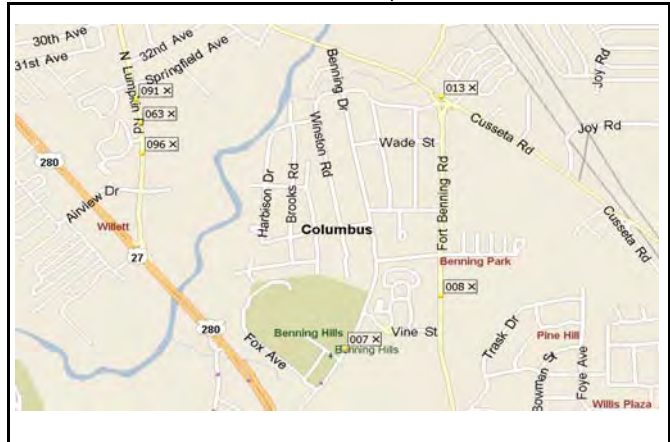 30th Ave
31st Ave
32nd Ave
N Lumpkin Rd
Springfield Ave
091 ×
063 ×
096 ×
280
Airview Dr
Willett
27
280
Harbison Dr
Brooks Rd
Winston Rd
Benning Dr
Wade St
013 ×
Cusseta Rd
Joy Rd
Joy Rd
Cusseta Rd
Fort Benning Rd
Columbus
Benning Park
008 ×
Benning Hills
007 ×
Benning Hills
Vine St
Fox Ave
Trask Dr
Pine Hill
Bowman St
Foye Ave
Willis Plaza